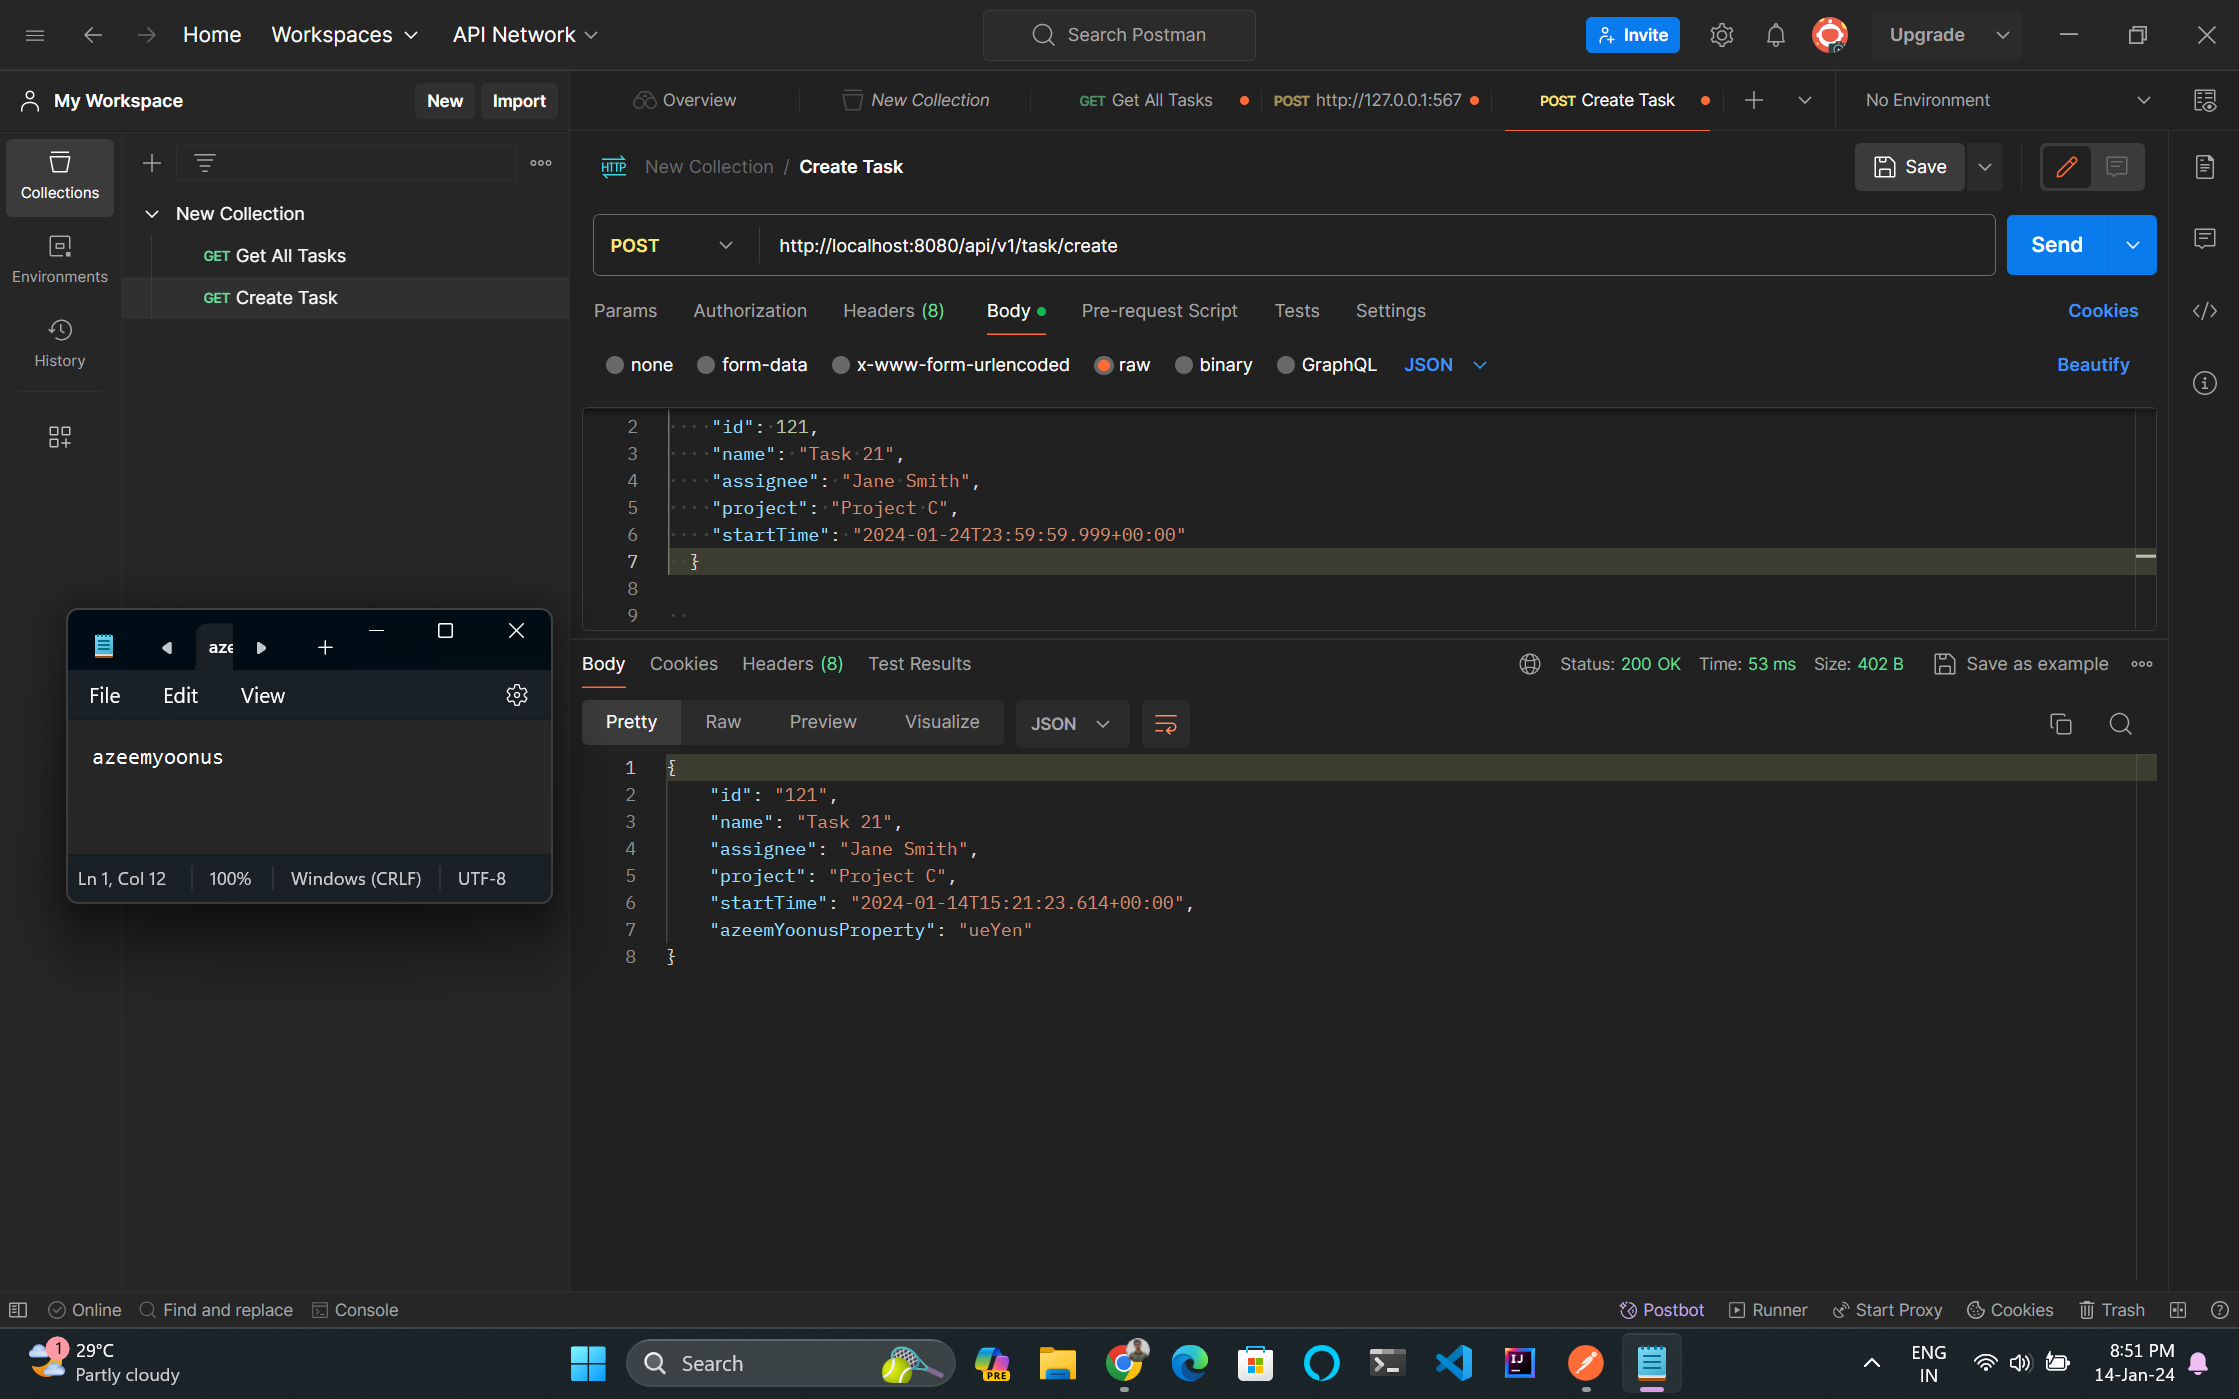 Home
Workspaces
API Network
Search Postman
Invite
Upgrade
My Workspace
New
Import
Overview
New Collection
GET Get All Tasks
POST http://127.0.0.1:567
POST Create Task
No Environment
Collections
Environments
History
New Collection
GET Get All Tasks
GET Create Task
HTTP
New Collection / Create Task
Save
POST
http://localhost:8080/api/v1/task/create
Send
Params
Authorization
Headers (8)
Body
Pre-request Script
Tests
Settings
Cookies
none
form-data
x-www-form-urlencoded
raw
binary
GraphQL
JSON
Beautify
2 "id": 121,
3 "name": "Task 21",
4 "assignee": "Jane Smith",
5 "project": "Project C",
6 "startTime": "2024-01-24T23:59:59.999+00:00"
7 }
8
9
aze
File
Edit
View
azeemyoonus
Ln 1, Col 12
100%
Windows (CRLF)
UTF-8
Body
Cookies
Headers (8)
Test Results
Status: 200 OK
Time: 53 ms
Size: 402 B
Save as example
Pretty
Raw
Preview
Visualize
JSON
1 {
2 "id": "121",
3 "name": "Task 21",
4 "assignee": "Jane Smith",
5 "project": "Project C",
6 "startTime": "2024-01-14T15:21:23.614+00:00",
7 "azeemYoonusProperty": "ueYen"
8 }
Online
Find and replace
Console
Postbot
Runner
Start Proxy
Cookies
Trash
1
29°C
Partly cloudy
Search
PRE
IJ
ENG
IN
8:51 PM
14-Jan-24